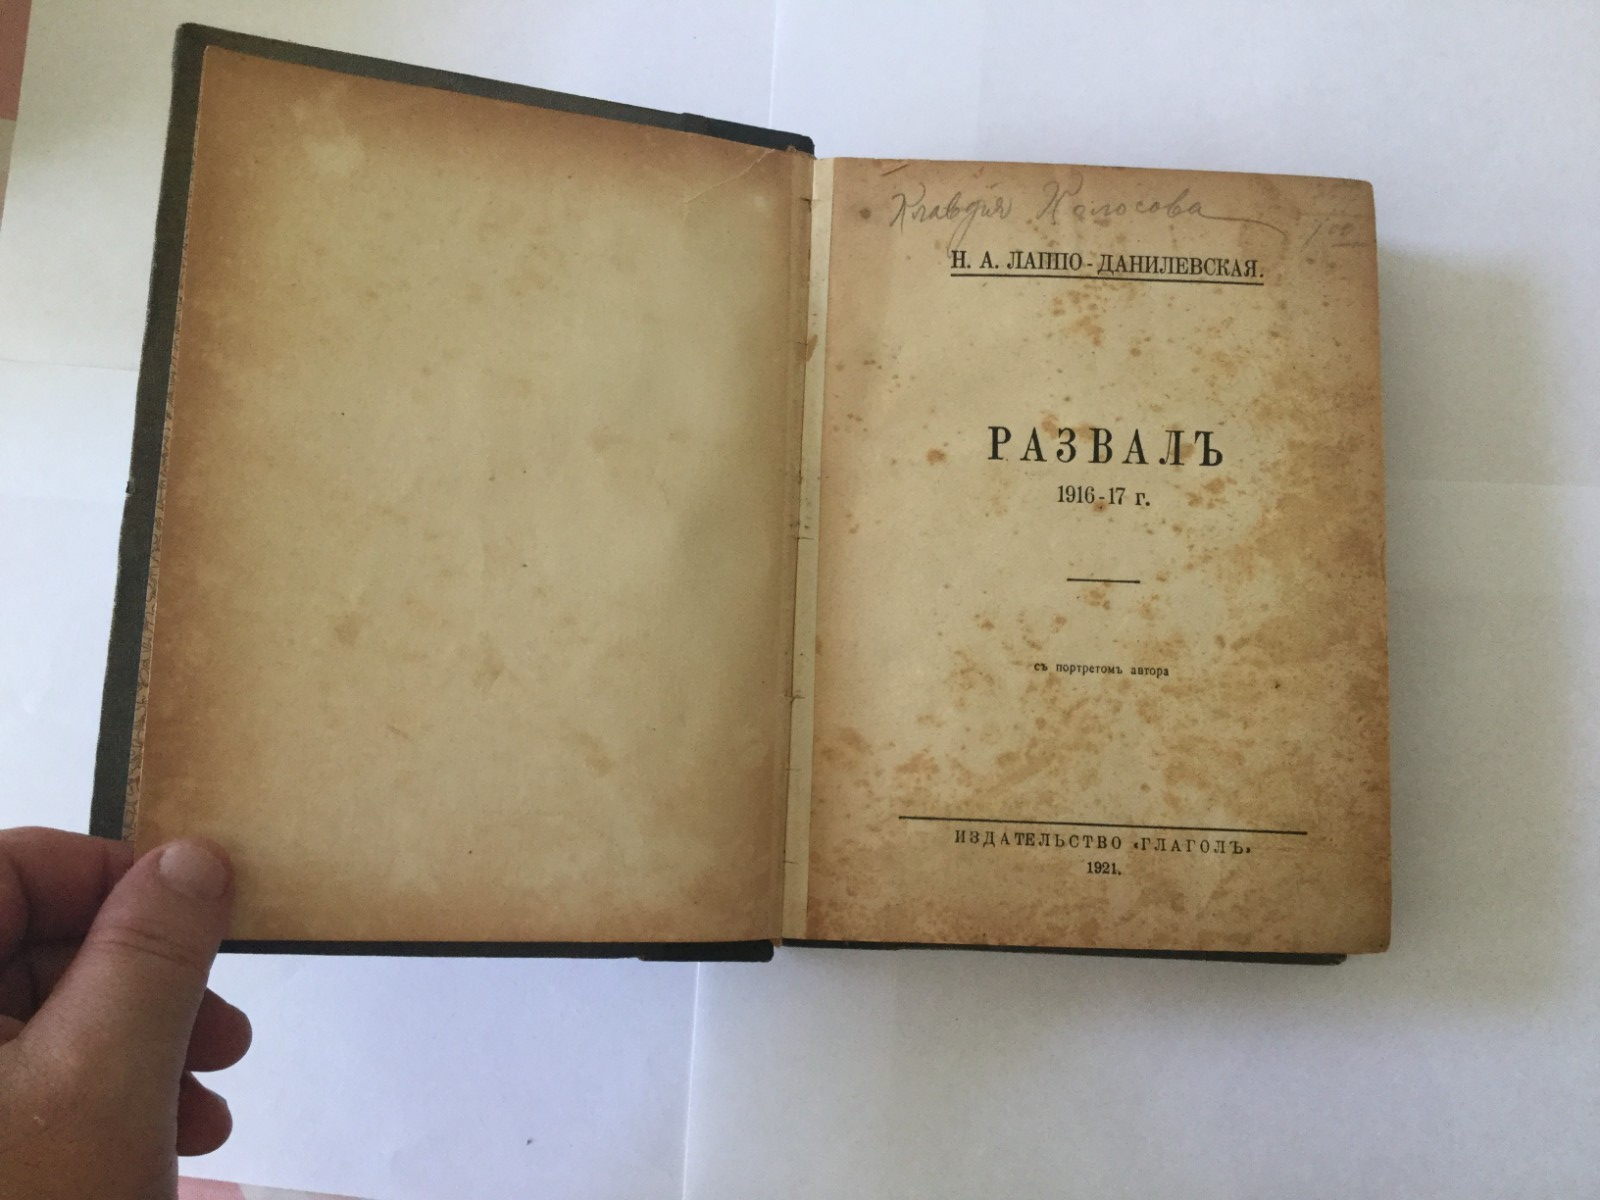 Клавдия Колосова
Н. А. ЛАППО-ДАНИЛЕВСКАЯ.
РАЗВАЛЪ
1916-17 г.
съ портретомъ автора
ИЗДАТЕЛЬСТВО «ГЛАГОЛЪ»
1921.